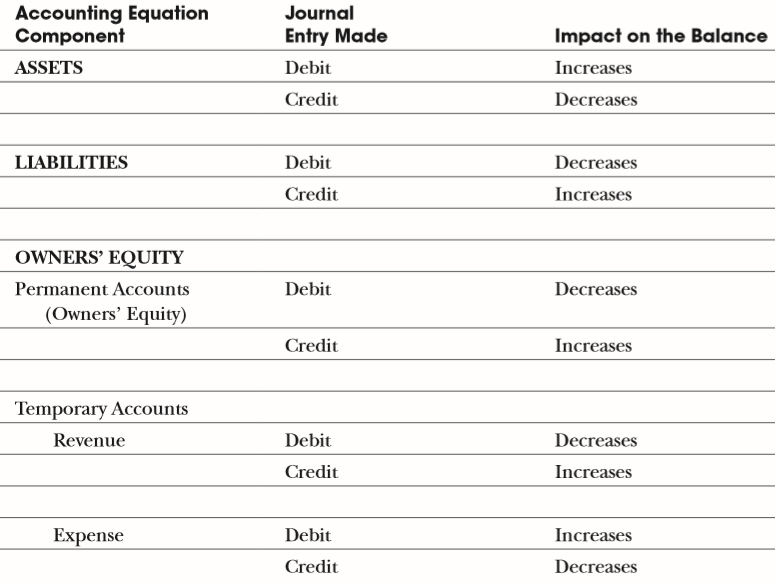 Accounting Equation Component Journal Entry Made Impact on the Balance
ASSETS Debit Increases
Credit Decreases
LIABILITIES Debit Decreases
Credit Increases
OWNERS’ EQUITY
Permanent Accounts Debit Decreases
(Owners’ Equity)
Credit Increases
Temporary Accounts
Revenue Debit Decreases
Credit Increases
Expense Debit Increases
Credit Decreases